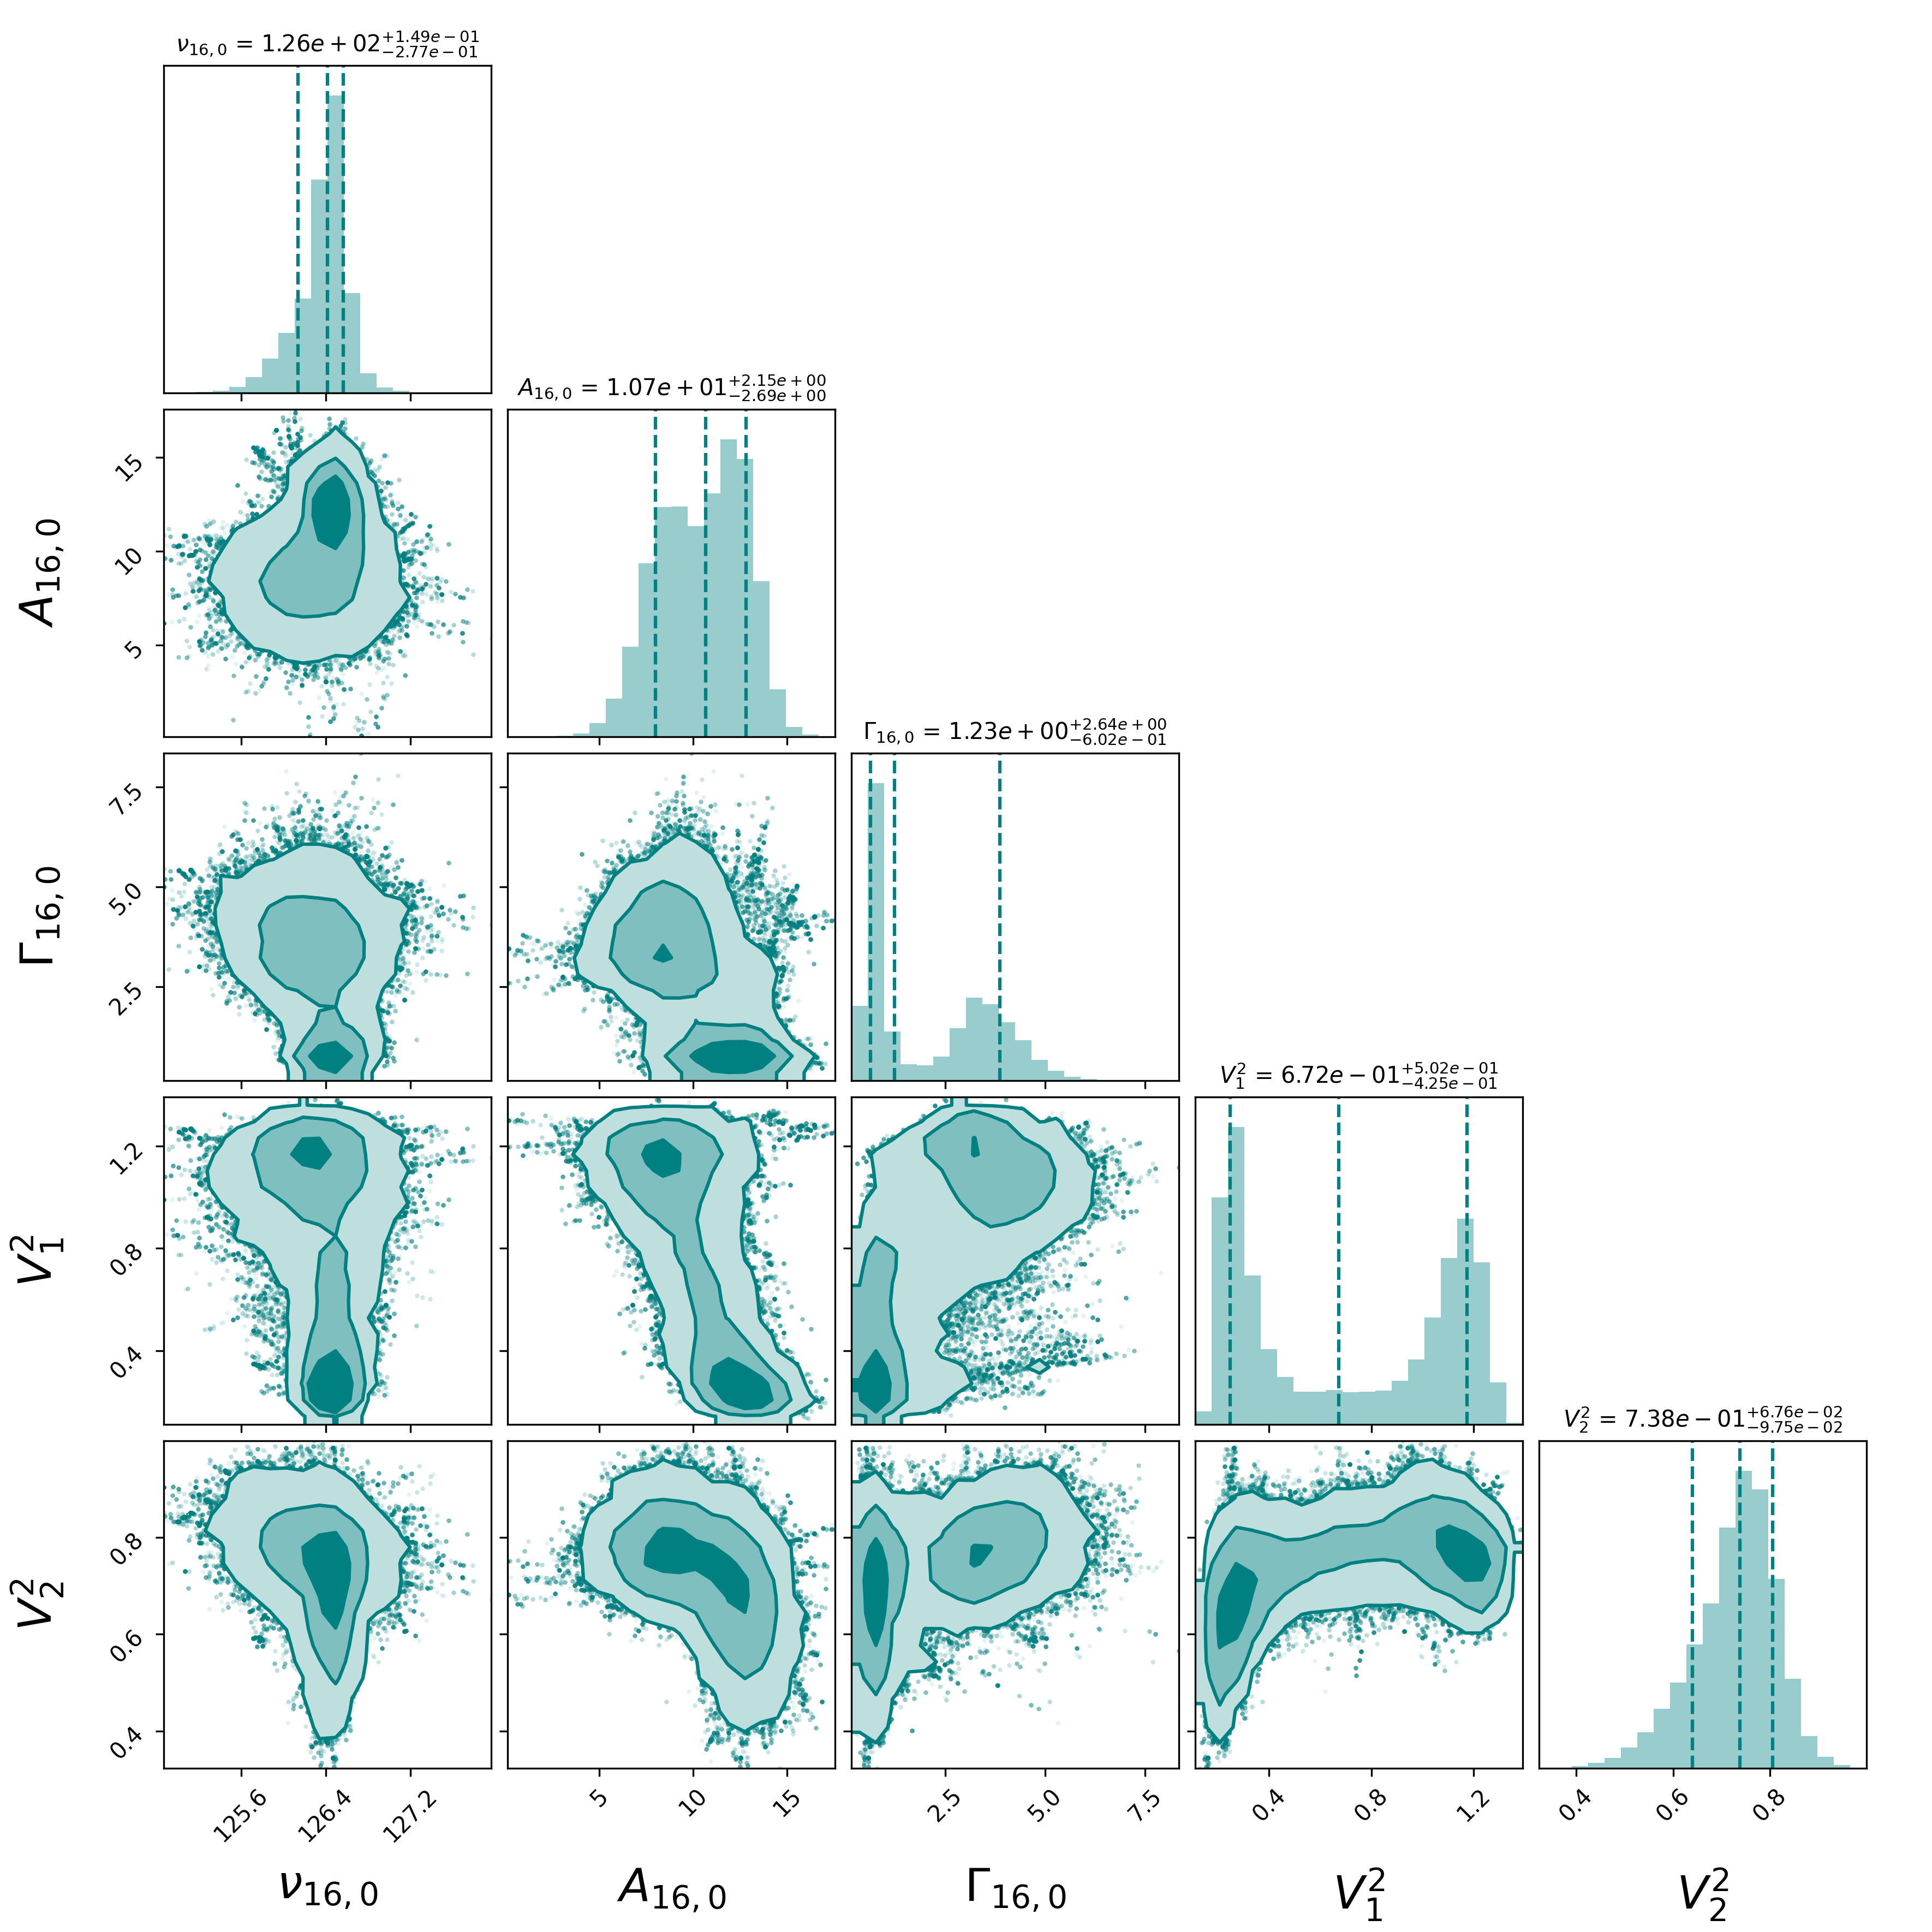 ν₁₆,₀ = 1.26e + 02 +1.49e − 01 −2.77e − 01
A₁₆,₀ = 1.07e + 01 +2.15e + 00 −2.69e + 00
15
10
5
A₁₆,₀
Γ₁₆,₀ = 1.23e + 00 +2.64e + 00 −6.02e − 01
7.5
5.0
2.5
Γ₁₆,₀
V₁² = 6.72e − 01 +5.02e − 01 −4.25e − 01
1.2
0.8
0.4
V₁²
V₂² = 7.38e − 01 +6.76e − 02 −9.75e − 02
0.8
0.6
0.4
V₂²
125.6 126.4 127.2 5 10 15 2.5 5.0 7.5 0.4 0.8 1.2 0.4 0.6 0.8
ν₁₆,₀ A₁₆,₀ Γ₁₆,₀ V₁² V₂²